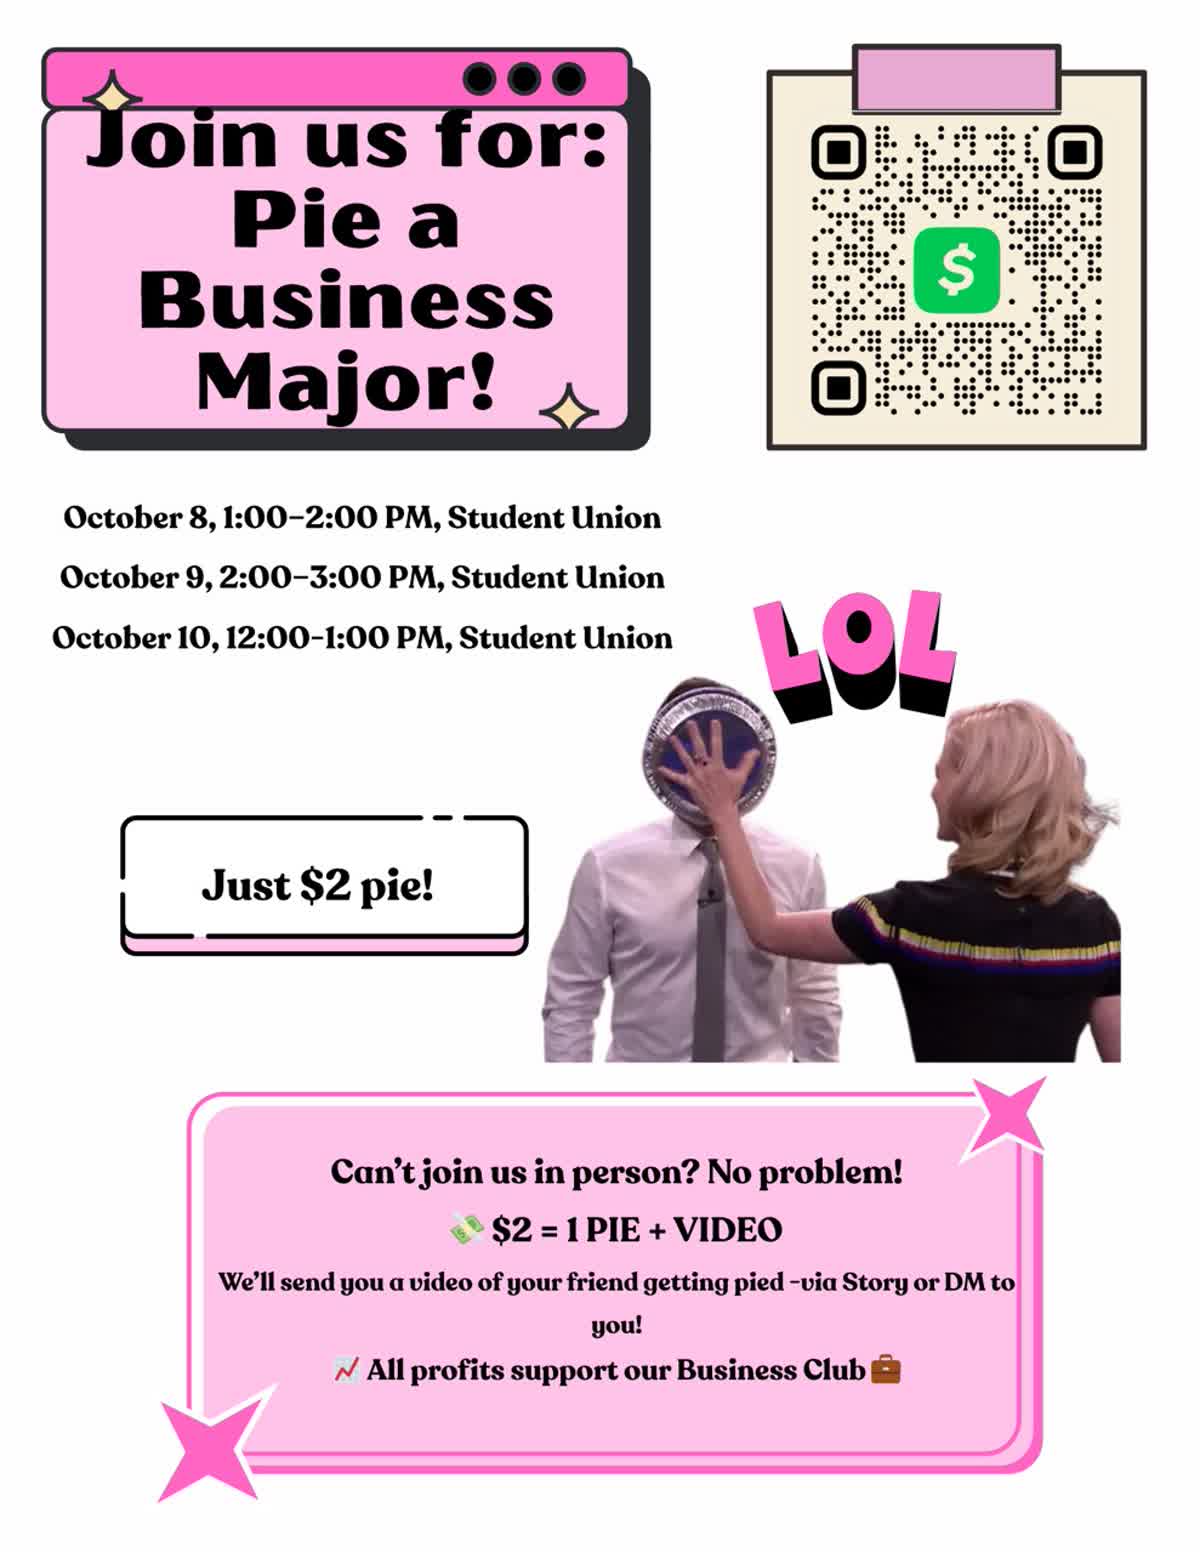 Join us for:
Pie a
Business
Major!
$
October 8, 1:00-2:00 PM, Student Union
October 9, 2:00-3:00 PM, Student Union
October 10, 12:00-1:00 PM, Student Union
LOL
Just $2 pie!
Can't join us in person? No problem!
💸 $2 = 1 PIE + VIDEO
We'll send you a video of your friend getting pied -via Story or DM to
you!
📈 All profits support our Business Club 💼